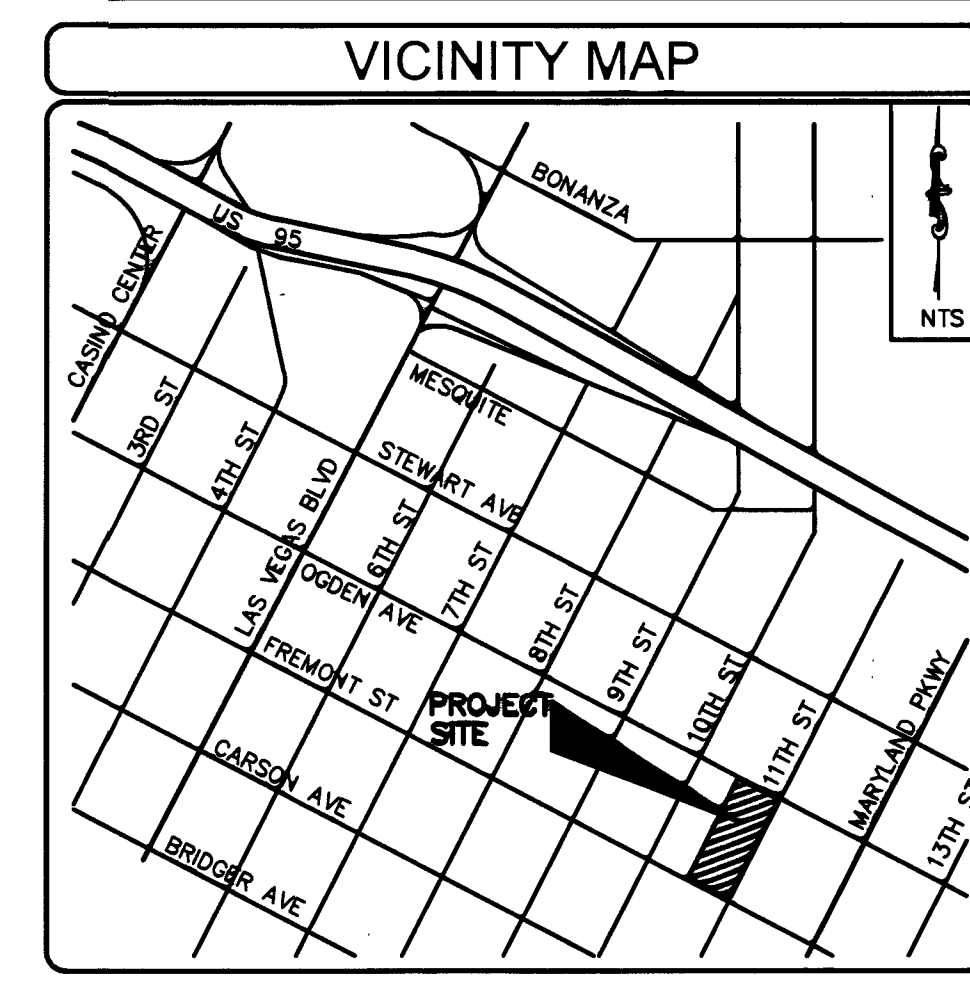 VICINITY MAP
BONANZA
US 95
NTS
CASINO CENTER
3RD ST
4TH ST
LAS VEGAS BLVD
MESQUITE
STEWART AVE
6TH ST
7TH ST
OGDEN AVE
8TH ST
9TH ST
10TH ST
11TH ST
MARYLAND PKWY
13TH ST
FREMONT ST
PROJECT
SITE
CARSON AVE
BRIDGER AVE